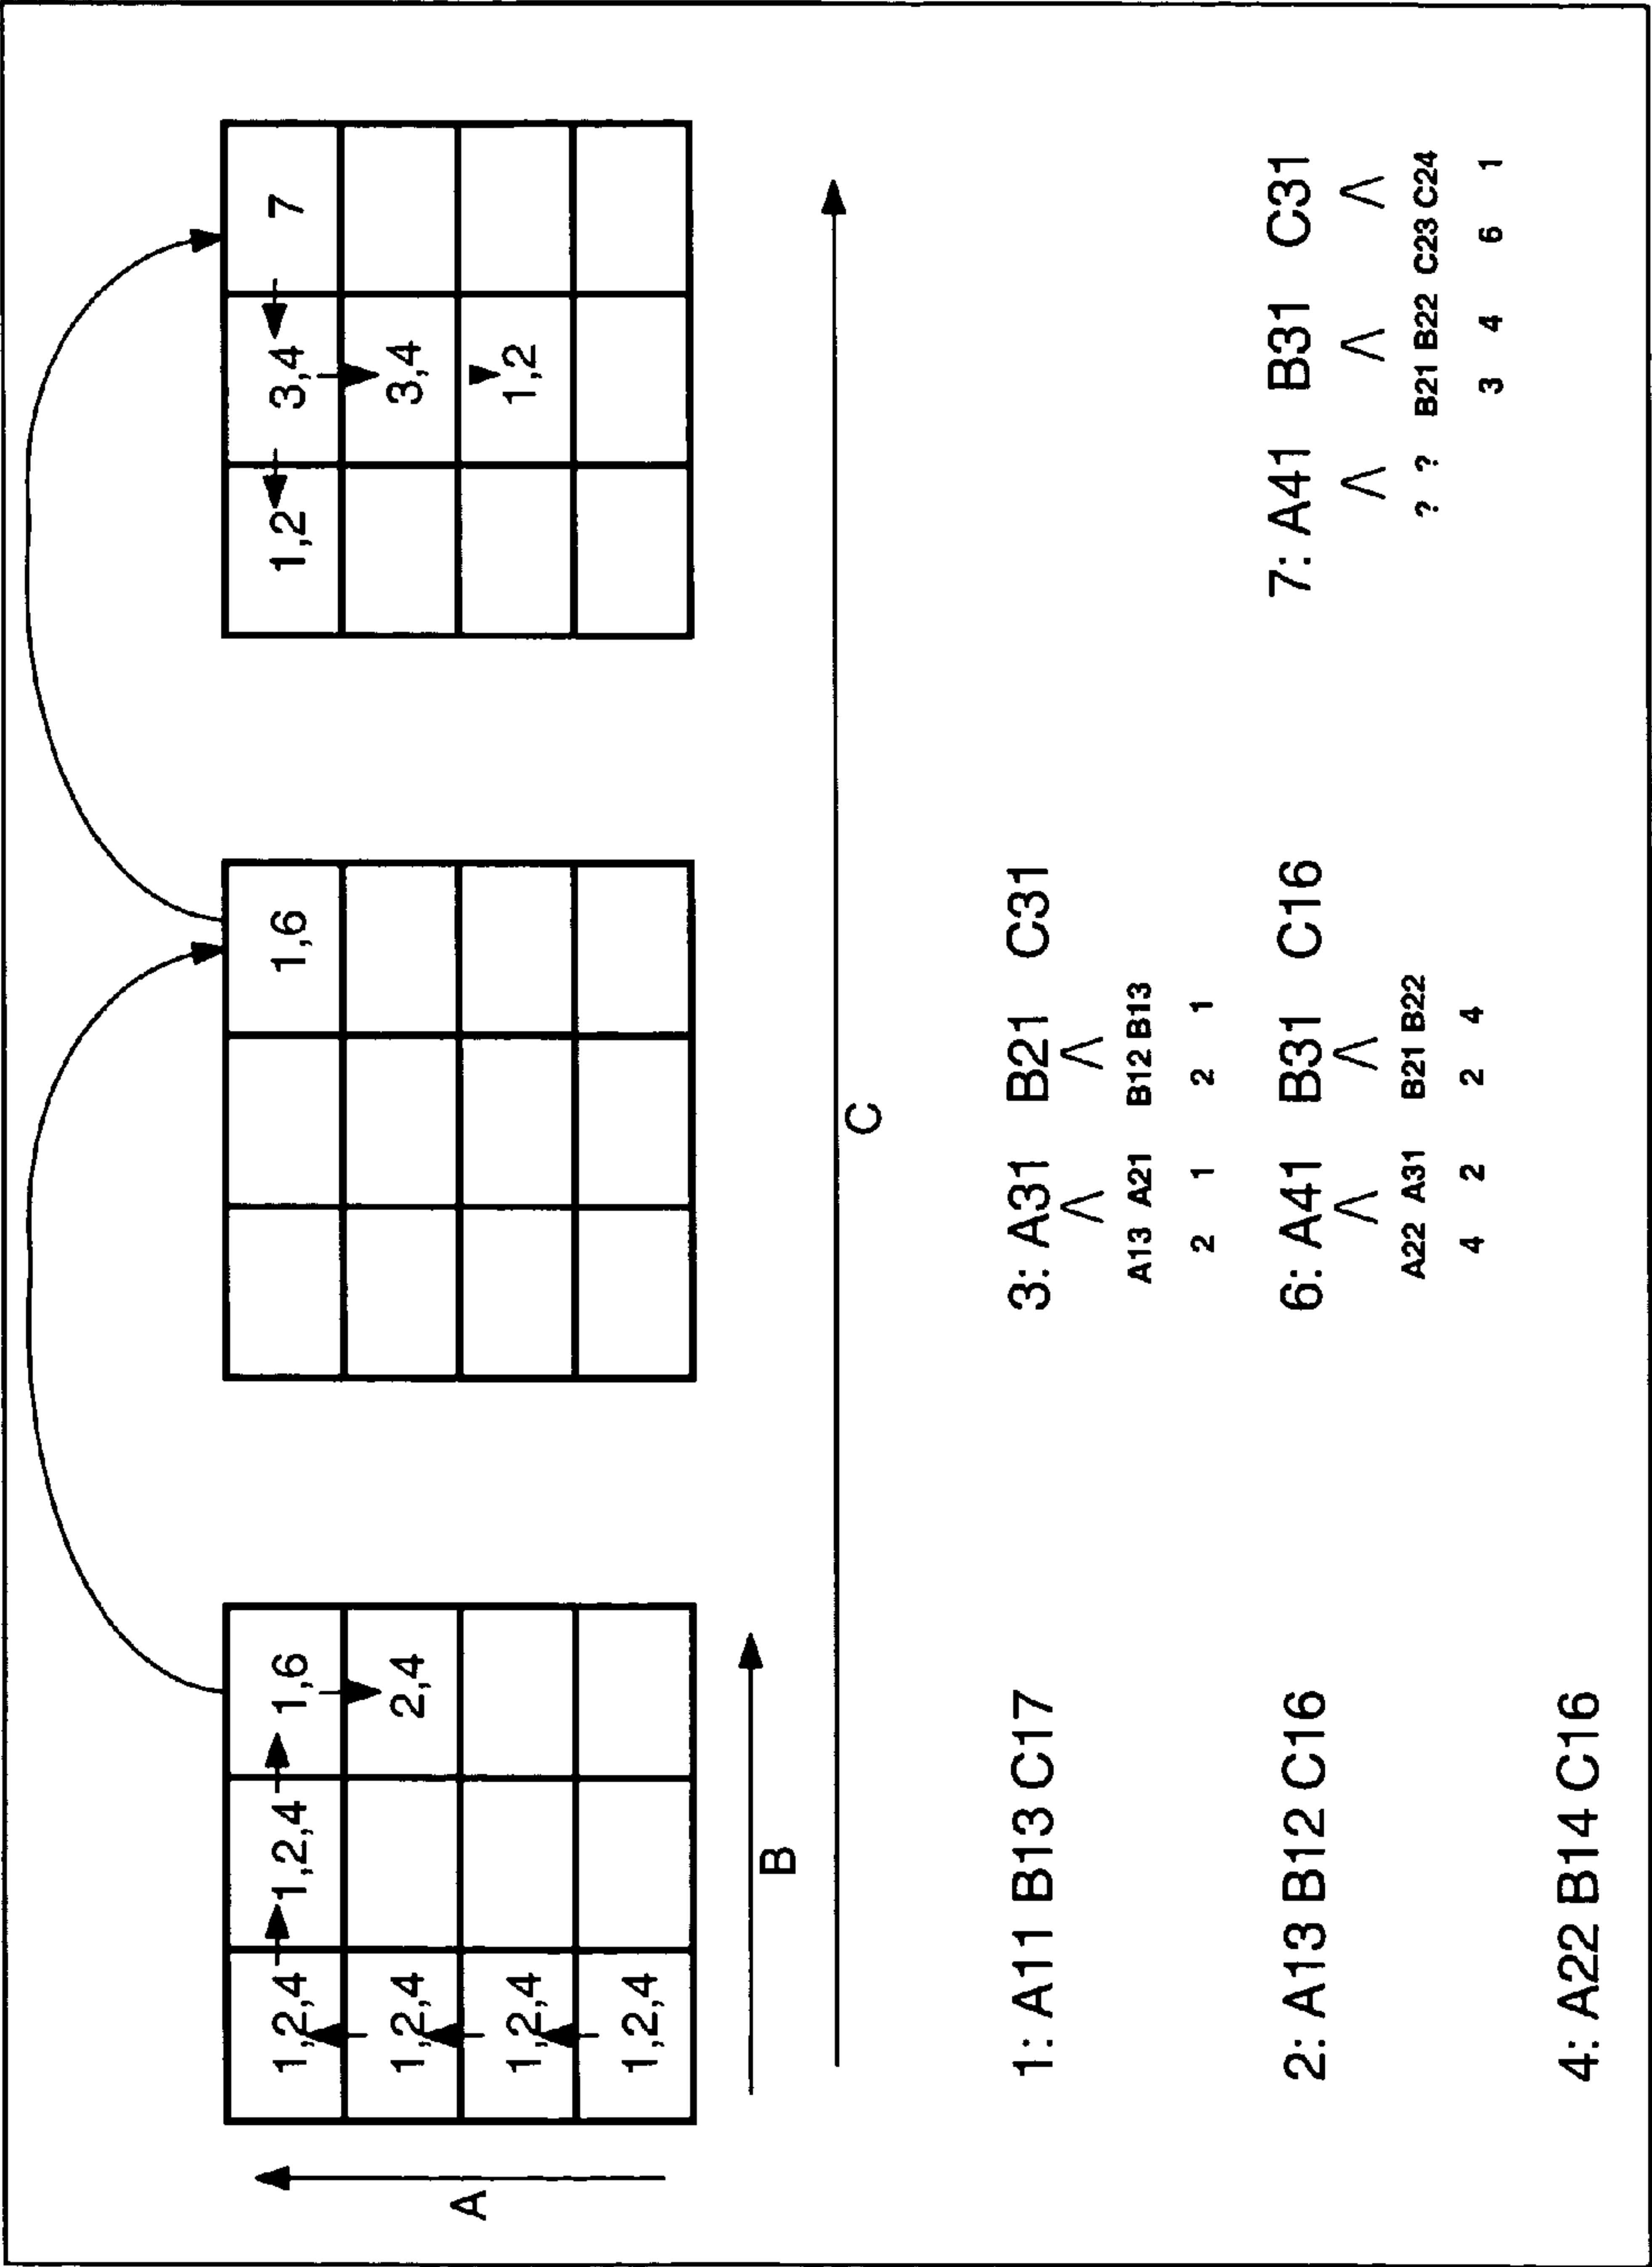 1,2,4 1,2,4 1,6 1,6 1,2 3,4 7
1,2,4 2,4 3,4
A
1,2,4 1,2
1,2,4
B
C
1: A11 B13 C17
3: A31 B21 C31
A13 A21 B12 B13
2 1 2 1
2: A13 B12 C16
6: A41 B31 C16
A22 A31 B21 B22
4 2 2 4
7: A41 B31 C31
? ? B21 B22 C23 C24
3 4 6 1
4: A22 B14 C16